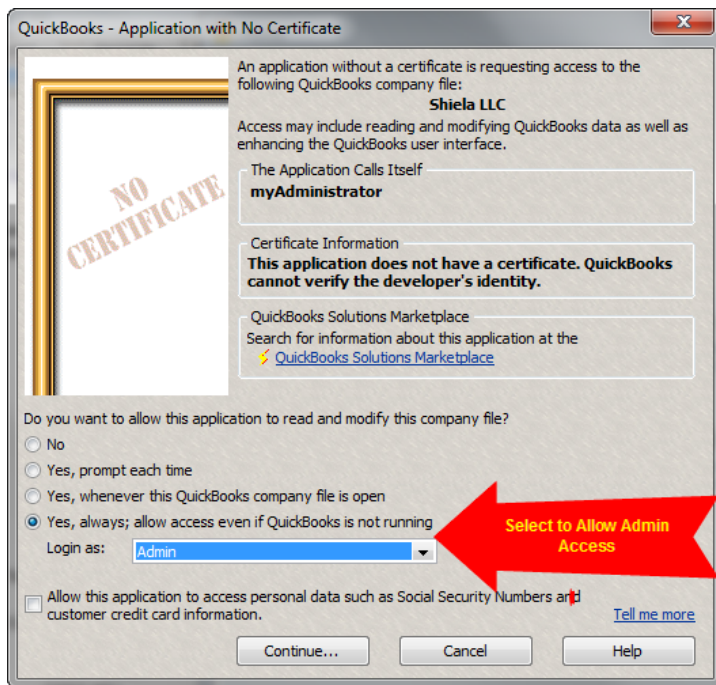 QuickBooks - Application with No Certificate
An application without a certificate is requesting access to the
following QuickBooks company file:
Shiela LLC
Access may include reading and modifying QuickBooks data as well as
enhancing the QuickBooks user interface.
The Application Calls Itself
myAdministrator
NO
CERTIFICATE
Certificate Information
This application does not have a certificate. QuickBooks
cannot verify the developer's identity.
QuickBooks Solutions Marketplace
Search for information about this application at the
QuickBooks Solutions Marketplace
Do you want to allow this application to read and modify this company file?
No
Yes, prompt each time
Yes, whenever this QuickBooks company file is open
Yes, always; allow access even if QuickBooks is not running
Select to Allow Admin
Access
Login as: Admin
Allow this application to access personal data such as Social Security Numbers and
customer credit card information.
Tell me more
Continue... Cancel Help